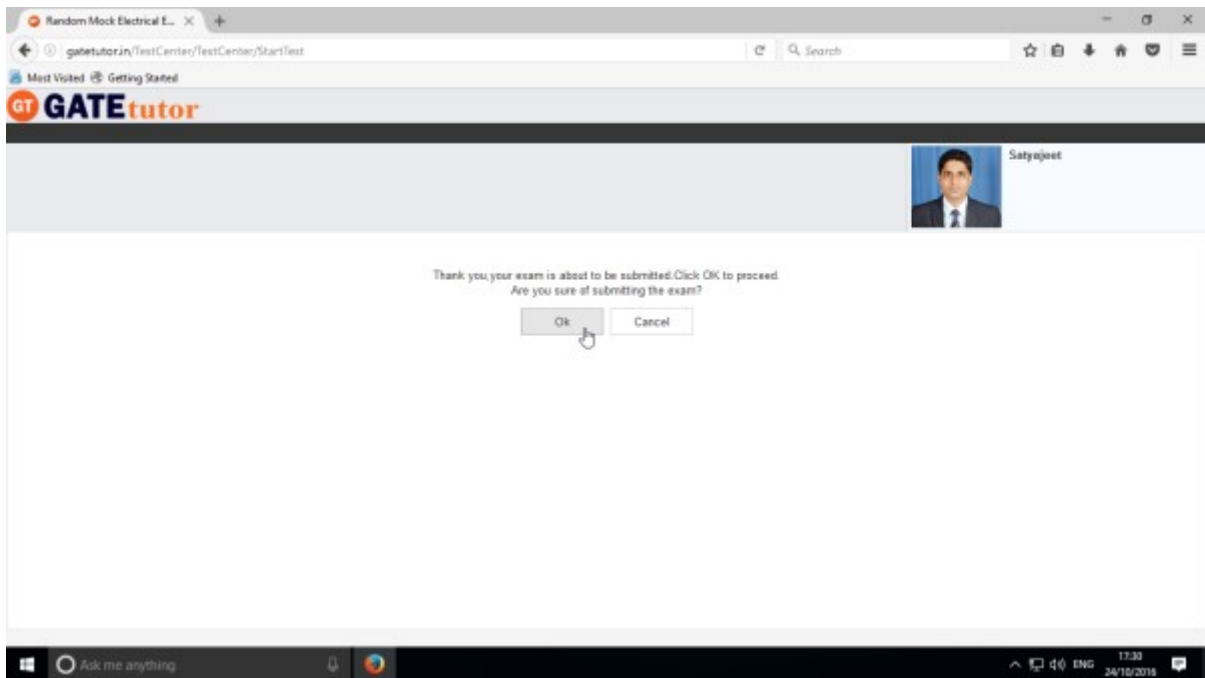 Random Mock Electrical E...
gatetutor.in/TestCenter/TestCenter/StartTest
Search
Most Visited
Getting Started
GT GATEtutor
Satyajeet
Thank you,your exam is about to be submitted.Click OK to proceed.
Are you sure of submitting the exam?
Ok
Cancel
Ask me anything
ENG
17:30
24/10/2016